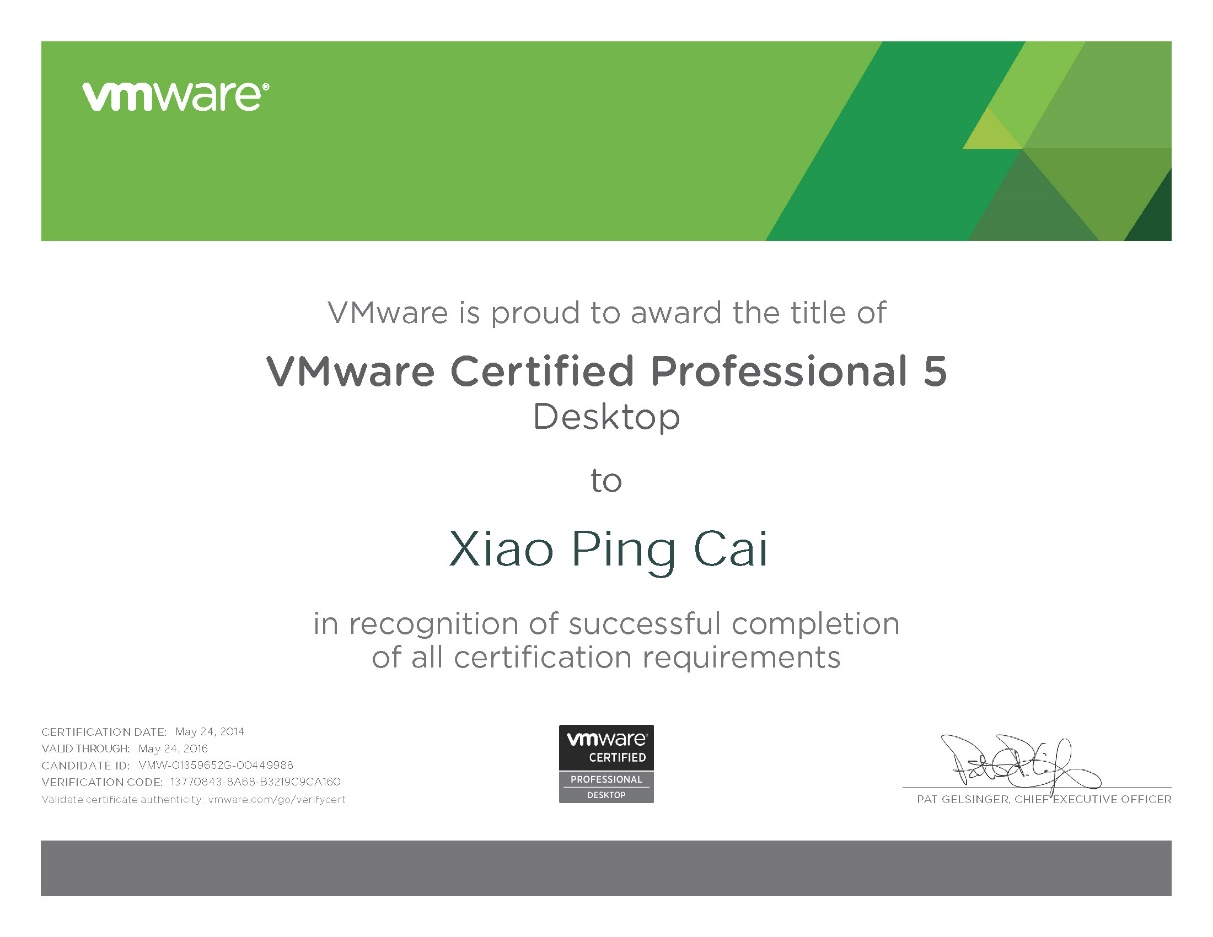 vmware®
VMware is proud to award the title of
VMware Certified Professional 5
Desktop
to
Xiao Ping Cai
in recognition of successful completion
of all certification requirements
CERTIFICATION DATE: May 24, 2014
VALID THROUGH: May 24, 2016
CANDIDATE ID: VMW-01359652G-00449988
VERIFICATION CODE: 13770843-8A68-B3219C9CA160
Validate certificate authenticity: vmware.com/go/verifycert
vmware®
CERTIFIED
PROFESSIONAL
DESKTOP
PAT GELSINGER, CHIEF EXECUTIVE OFFICER